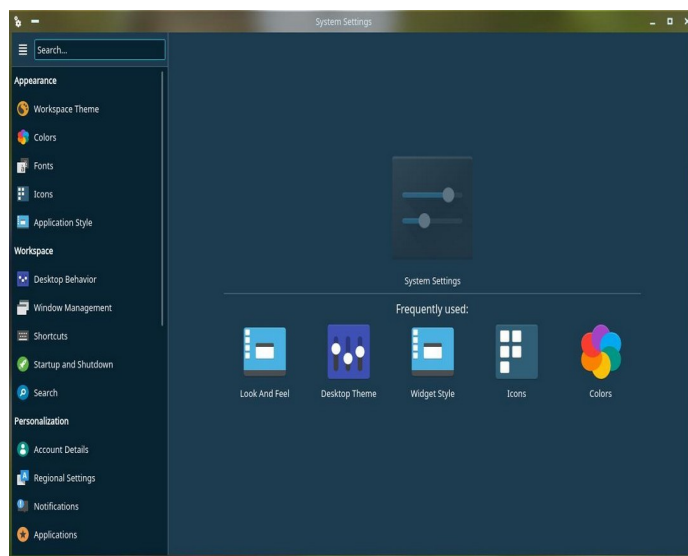 System Settings
Search...
Appearance
Workspace Theme
Colors
Fonts
Icons
Application Style
Workspace
Desktop Behavior
Window Management
Shortcuts
Startup and Shutdown
Search
Personalization
Account Details
Regional Settings
Notifications
Applications
System Settings
Frequently used:
Look And Feel
Desktop Theme
Widget Style
Icons
Colors